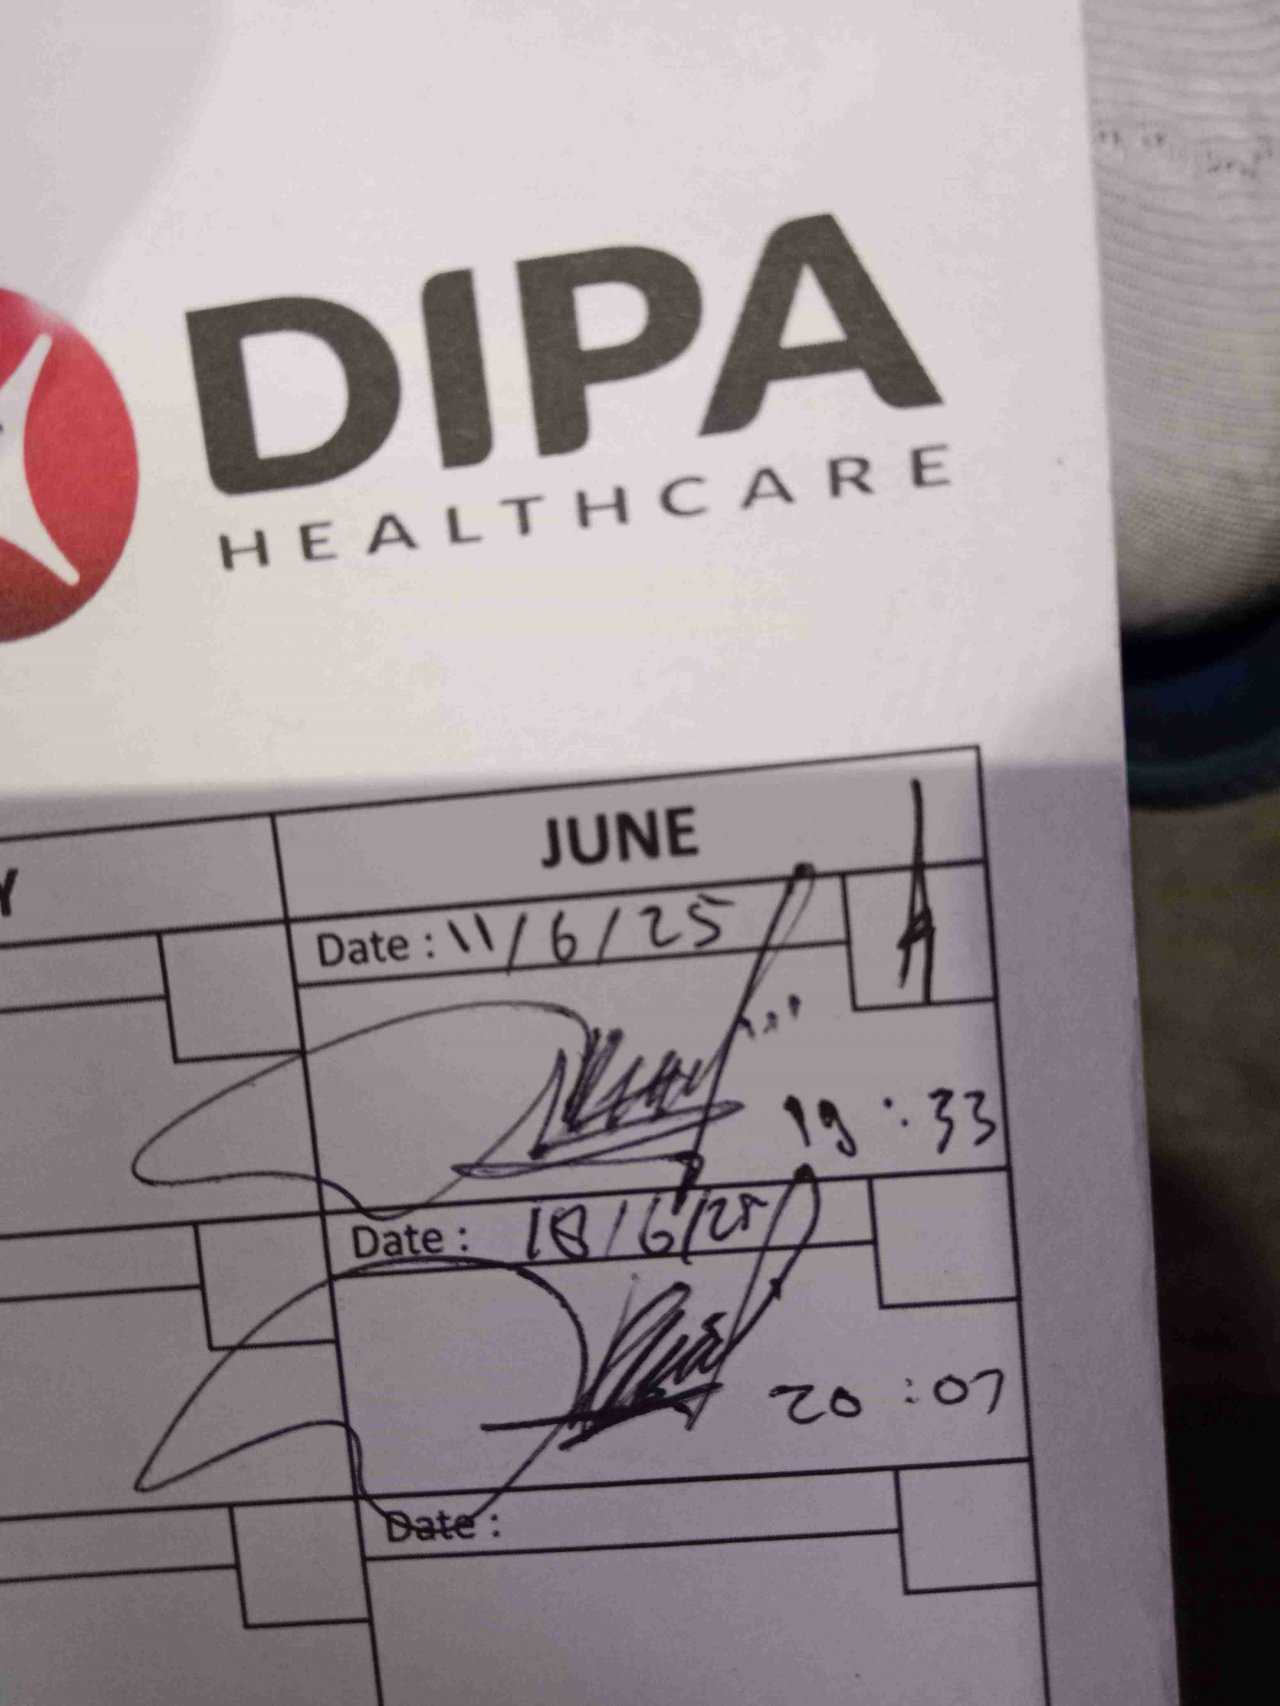 DIPA
HEALTHCARE
Y
JUNE
Date : 11/6/25
A
19 : 33
Date : 18/6/25
20 : 07
Date :